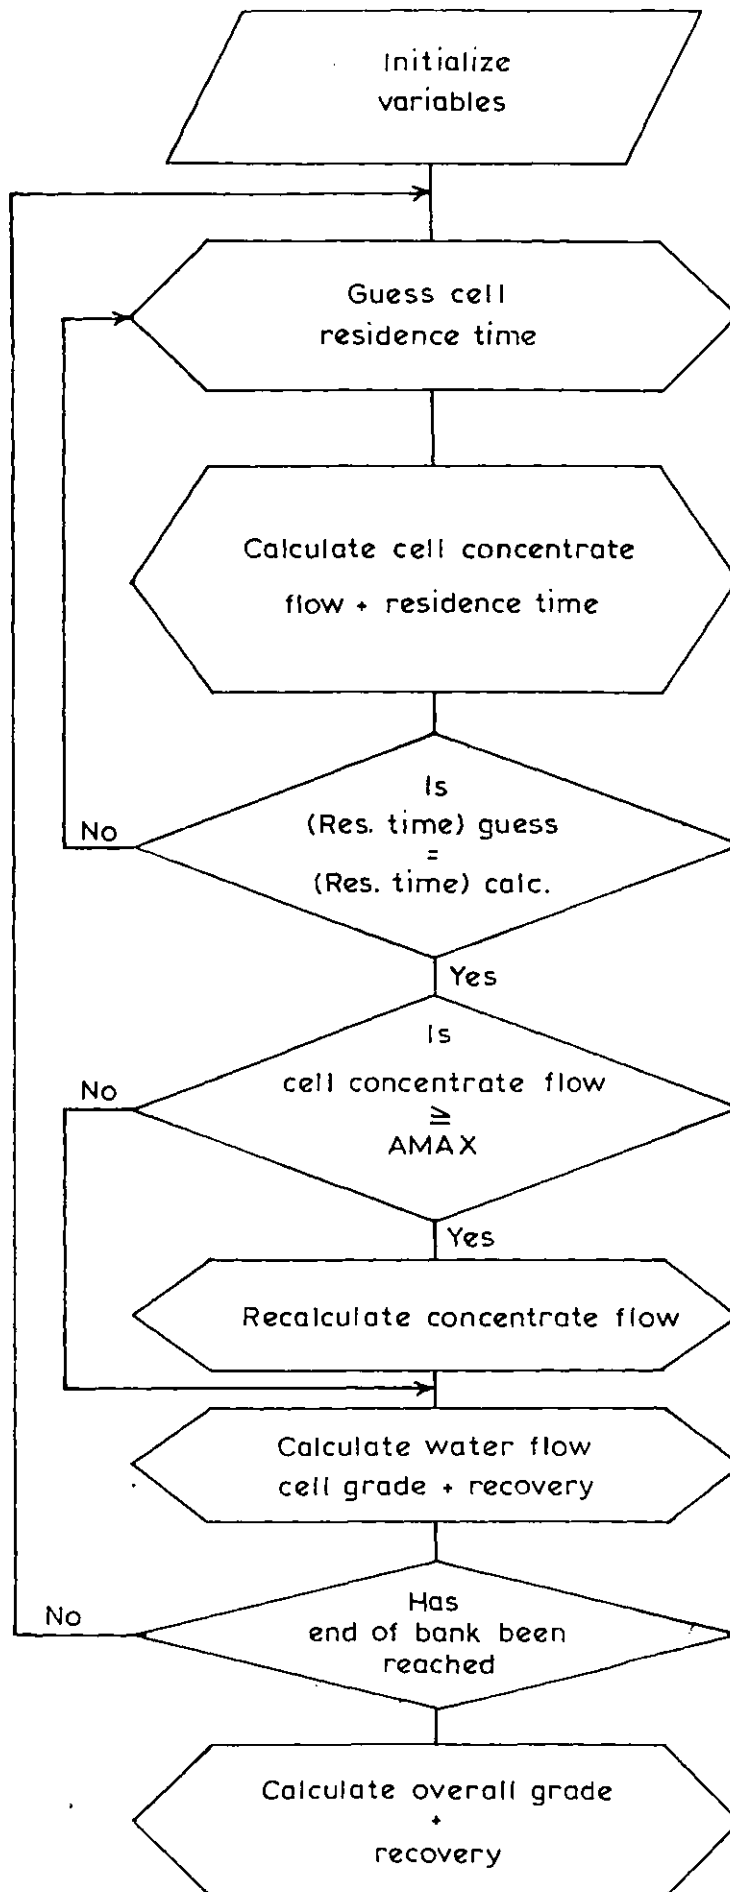 Initialize
variables
Guess cell
residence time
Calculate cell concentrate
flow + residence time
Is
(Res. time) guess
=
(Res. time) calc.
No
Yes
Is
cell concentrate flow
≧
AMAX
No
Yes
Recalculate concentrate flow
Calculate water flow
cell grade + recovery
Has
end of bank been
reached
No
Calculate overall grade
+
recovery